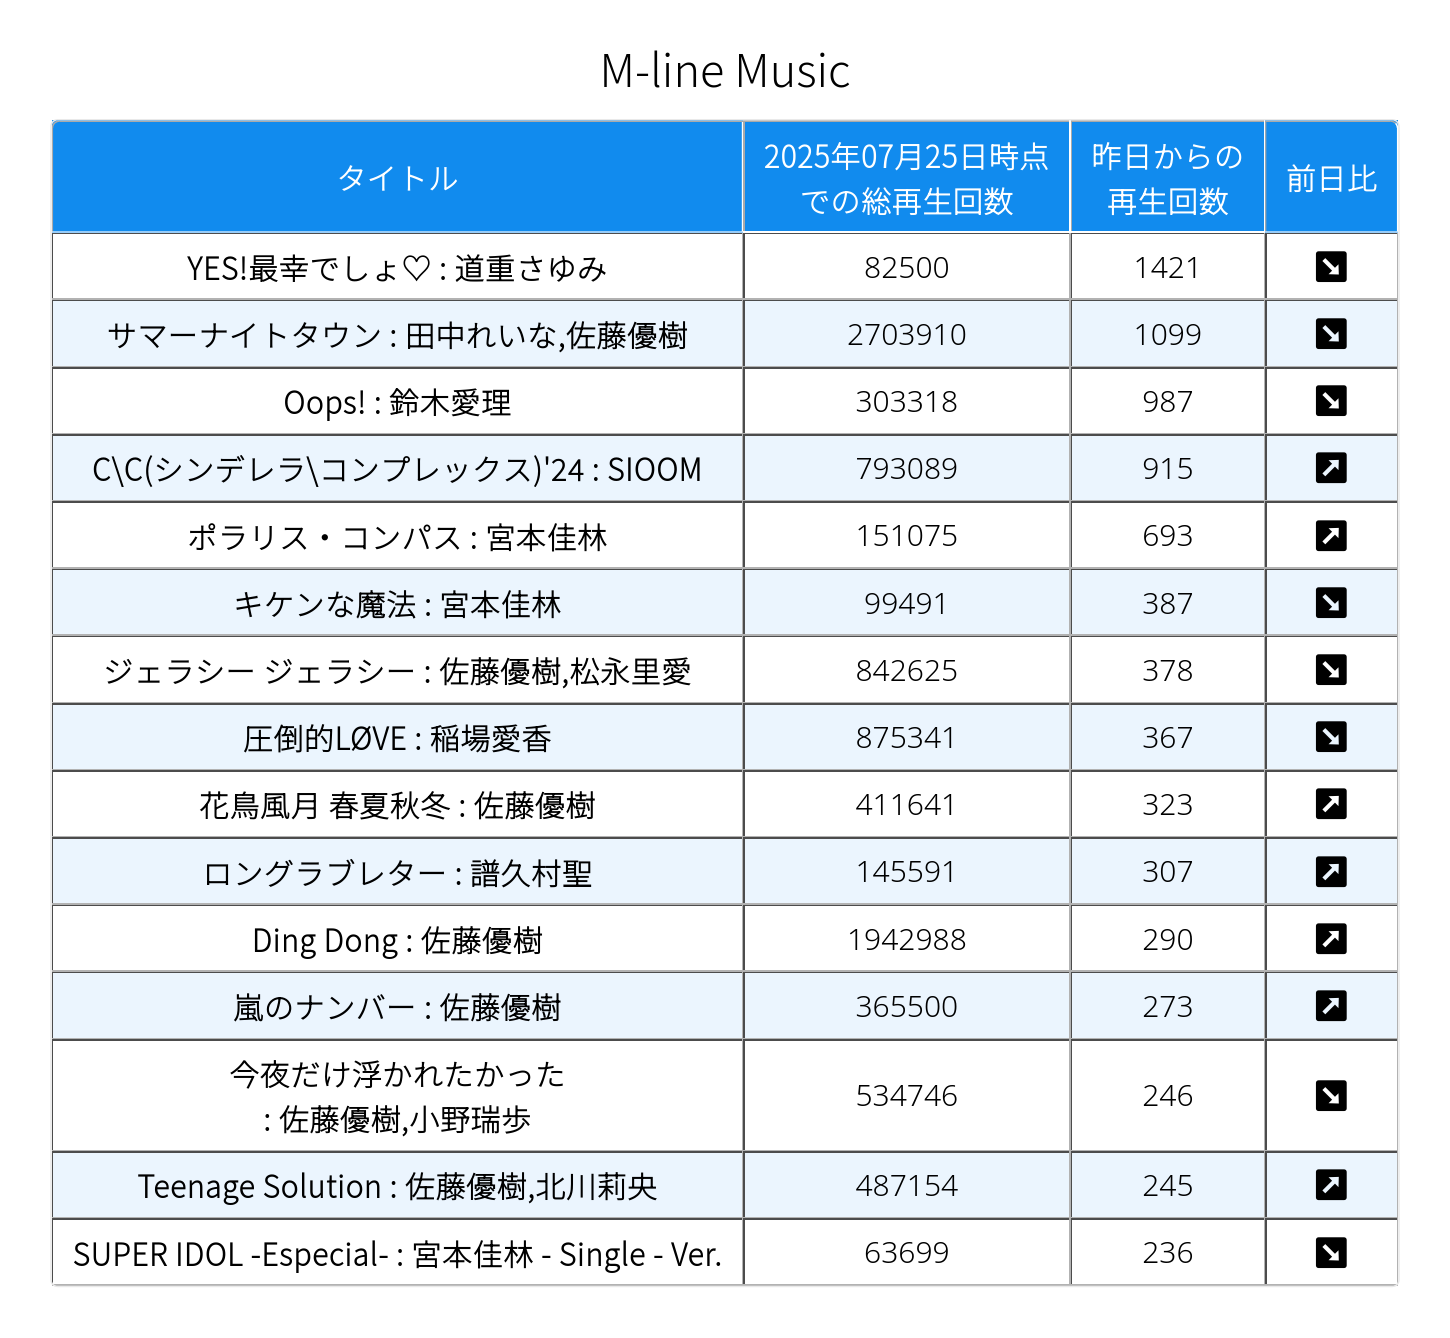 M-line Music
タイトル
2025年07月25日時点
での総再生回数
昨日からの
再生回数
前日比
YES!最幸でしょ♡ : 道重さゆみ 82500 1421 ↘
サマーナイトタウン : 田中れいな,佐藤優樹 2703910 1099 ↘
Oops! : 鈴木愛理 303318 987 ↘
C\C(シンデレラ\コンプレックス)'24 : SIOOM 793089 915 ↗
ポラリス・コンパス : 宮本佳林 151075 693 ↗
キケンな魔法 : 宮本佳林 99491 387 ↘
ジェラシー ジェラシー : 佐藤優樹,松永里愛 842625 378 ↘
圧倒的LØVE : 稲場愛香 875341 367 ↘
花鳥風月 春夏秋冬 : 佐藤優樹 411641 323 ↗
ロングラブレター : 譜久村聖 145591 307 ↗
Ding Dong : 佐藤優樹 1942988 290 ↗
嵐のナンバー : 佐藤優樹 365500 273 ↗
今夜だけ浮かれたかった
: 佐藤優樹,小野瑞歩 534746 246 ↘
Teenage Solution : 佐藤優樹,北川莉央 487154 245 ↗
SUPER IDOL -Especial- : 宮本佳林 - Single - Ver. 63699 236 ↘